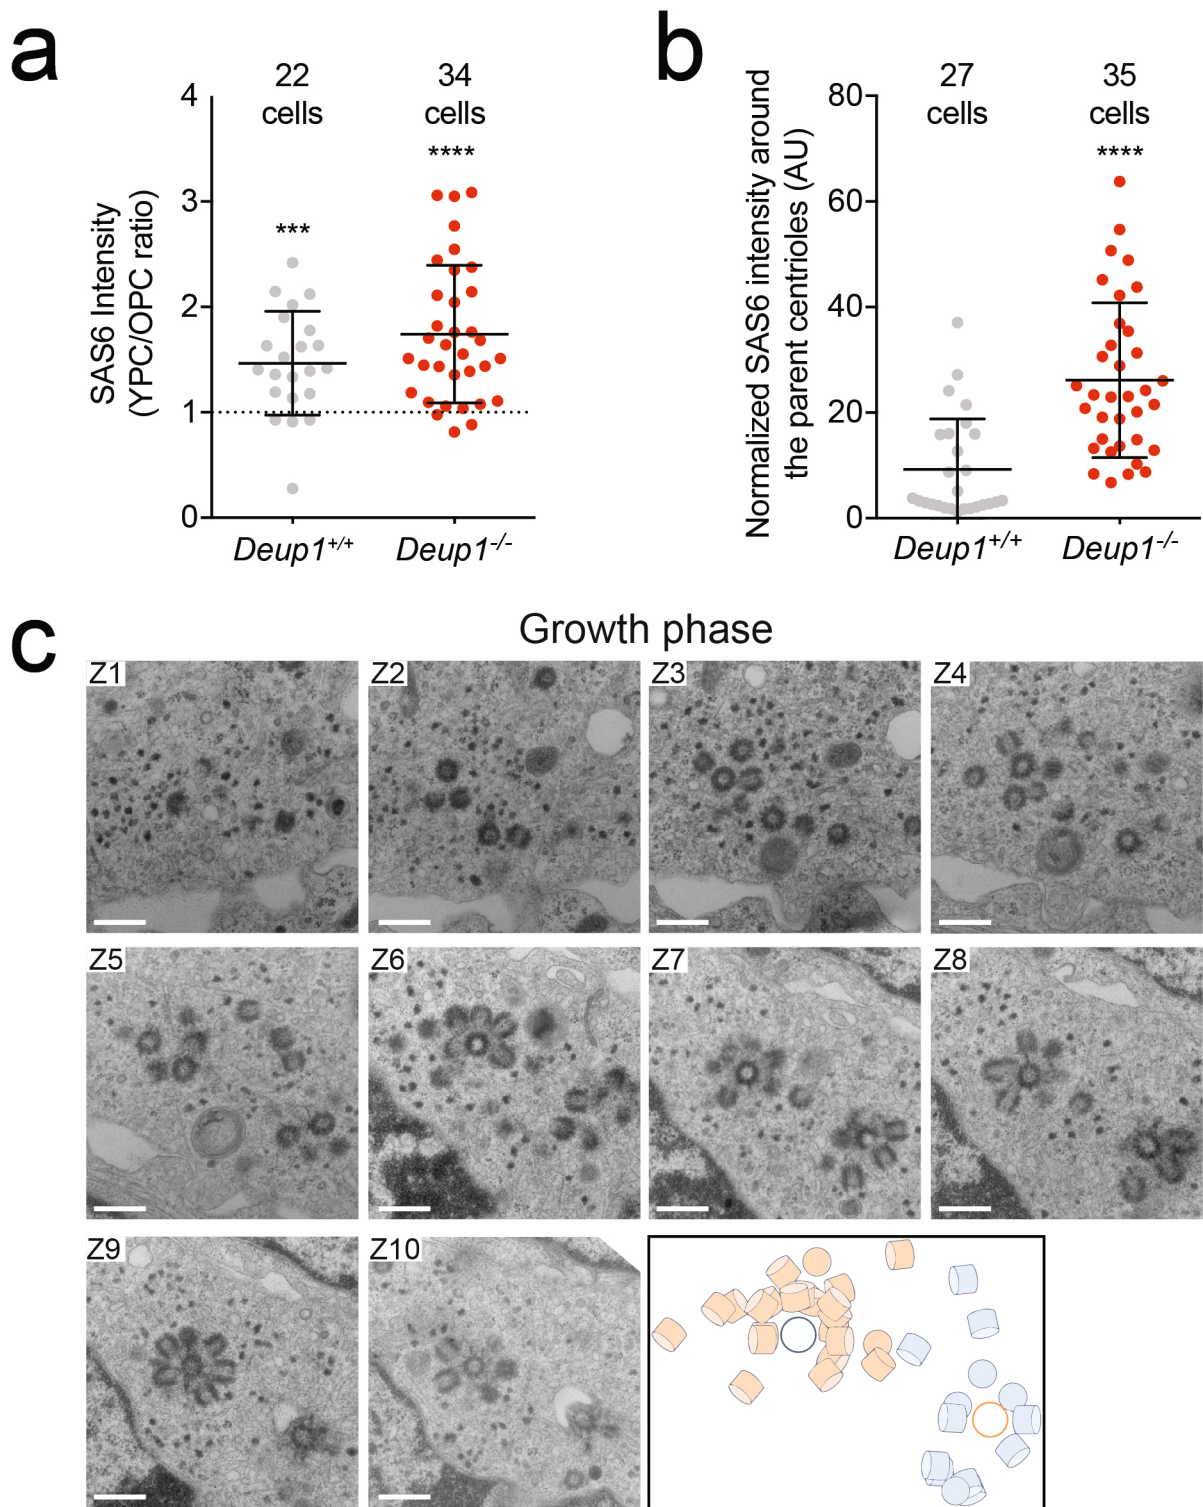 a
22
cells
34
cells
***
****
4
3
2
1
0
SAS6 Intensity
(YPC/OPC ratio)
Deup1+/+
Deup1-/-
b
27
cells
35
cells
****
80
60
40
20
0
Normalized SAS6 intensity around
the parent centrioles (AU)
Deup1+/+
Deup1-/-
c
Growth phase
Z1
Z2
Z3
Z4
Z5
Z6
Z7
Z8
Z9
Z10